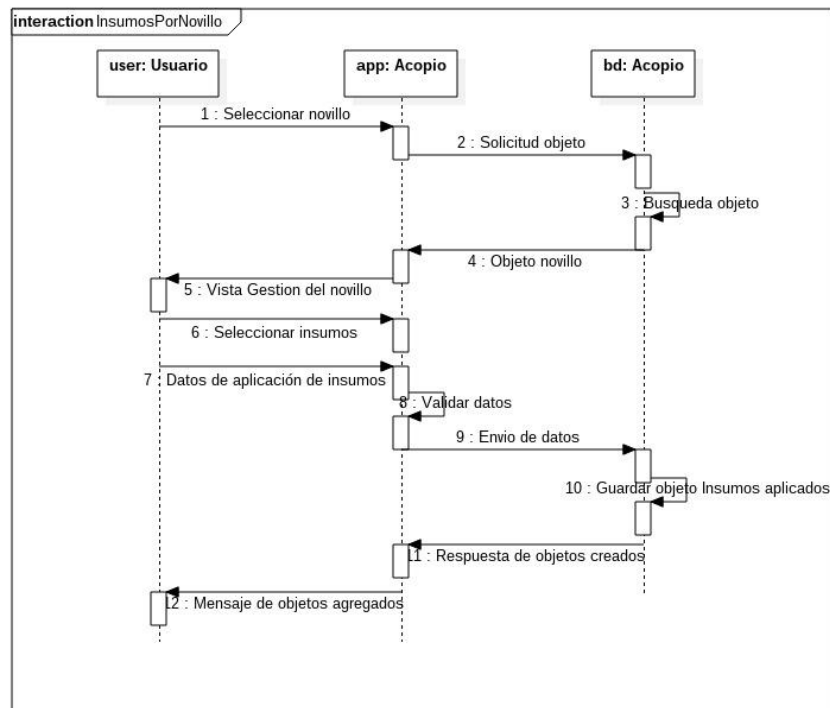 interaction InsumosPorNovillo
user: Usuario
app: Acopio
bd: Acopio
1 : Seleccionar novillo
2 : Solicitud objeto
3 : Busqueda objeto
4 : Objeto novillo
5 : Vista Gestion del novillo
6 : Seleccionar insumos
7 : Datos de aplicación de insumos
8 : Validar datos
9 : Envio de datos
10 : Guardar objeto Insumos aplicados
11 : Respuesta de objetos creados
12 : Mensaje de objetos agregados